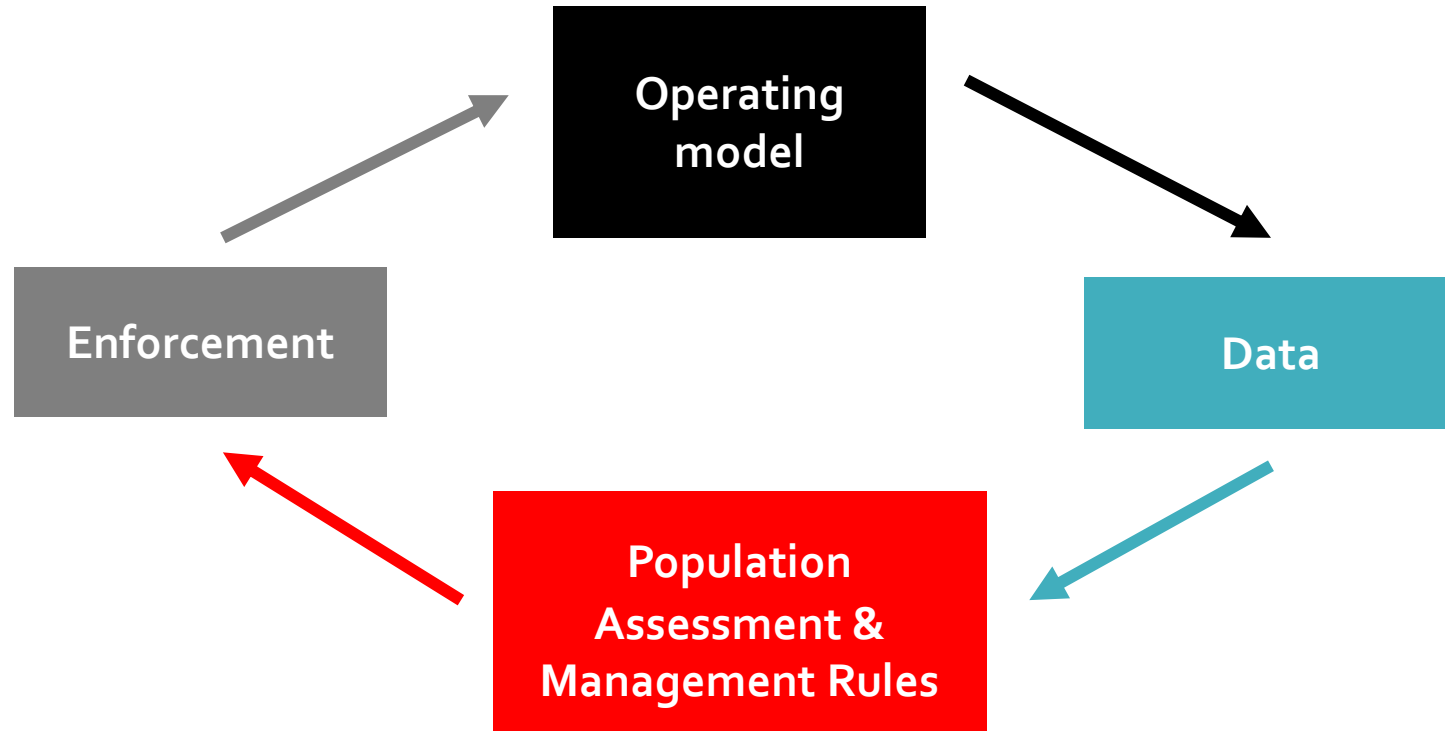 Operating
model
Enforcement
Data
Population
Assessment &
Management Rules